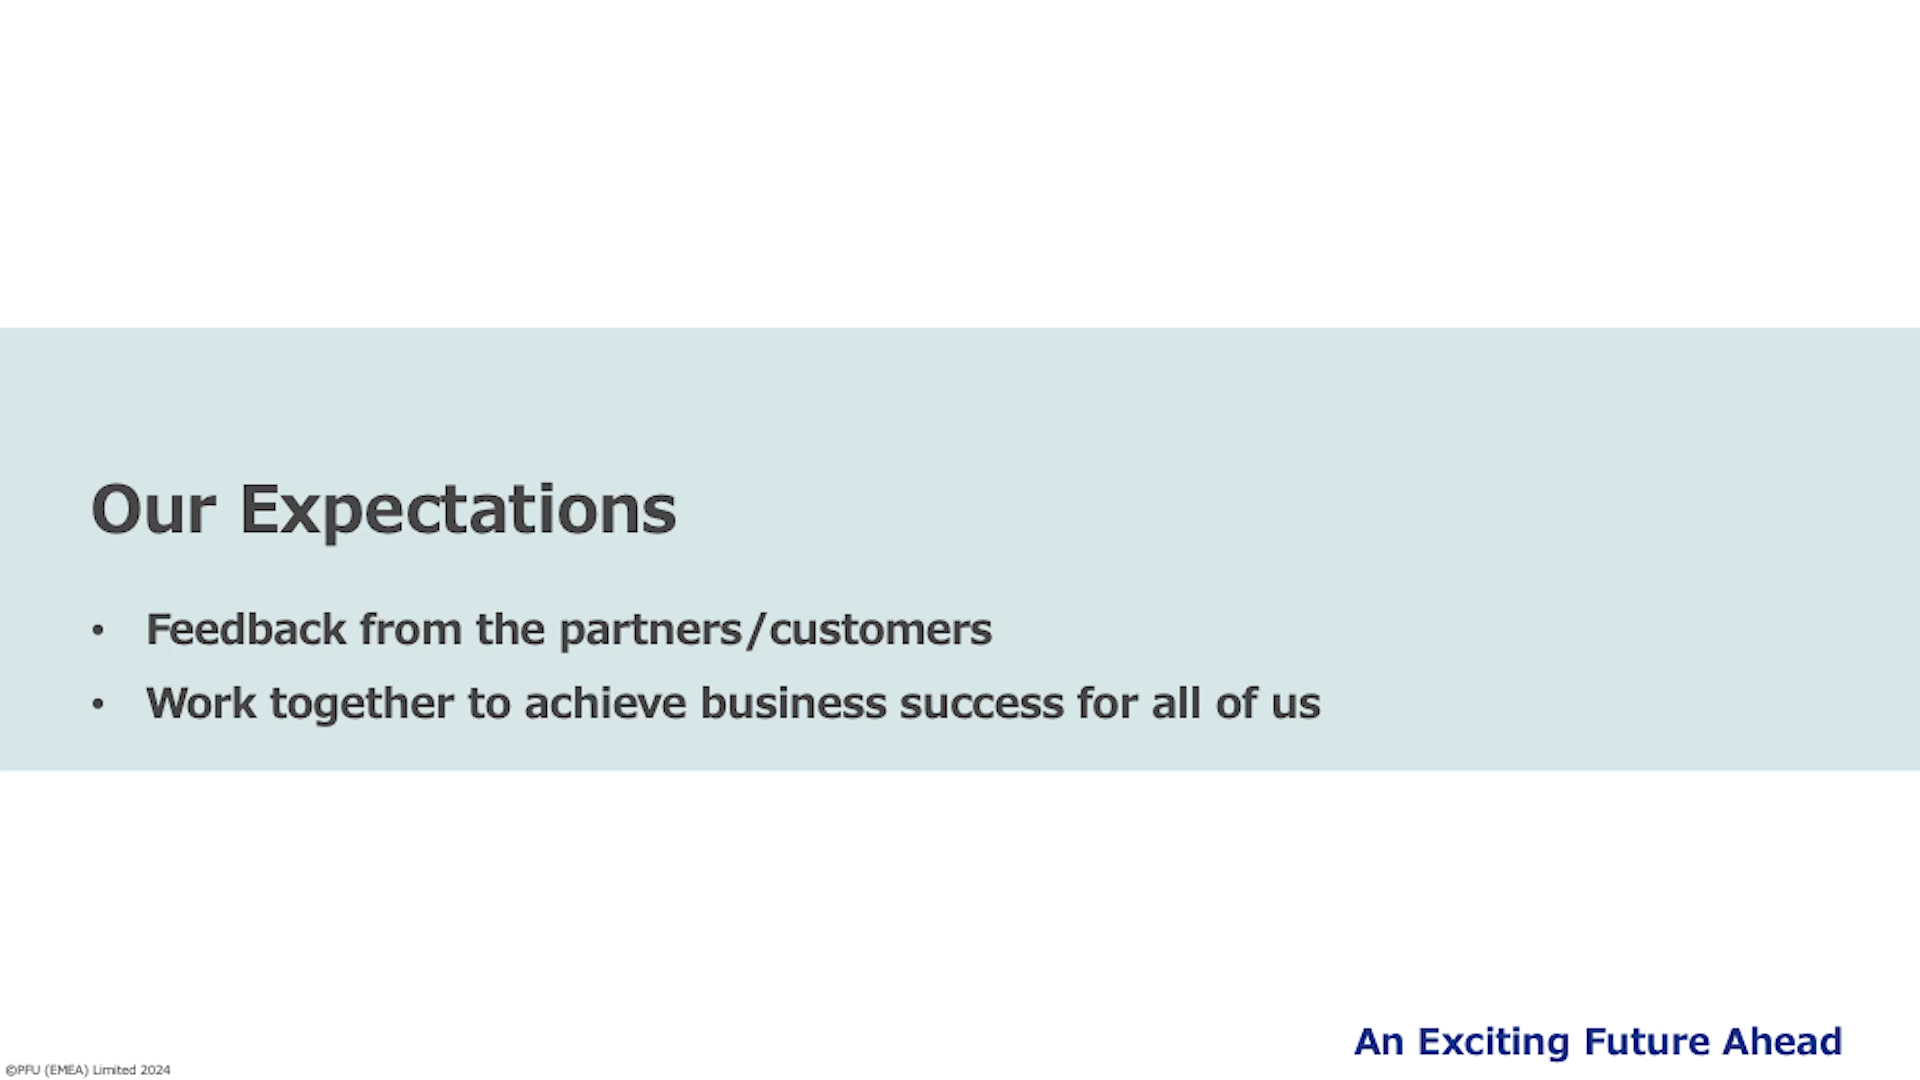 Our Expectations
• Feedback from the partners/customers
• Work together to achieve business success for all of us
An Exciting Future Ahead
©PFU (EMEA) Limited 2024